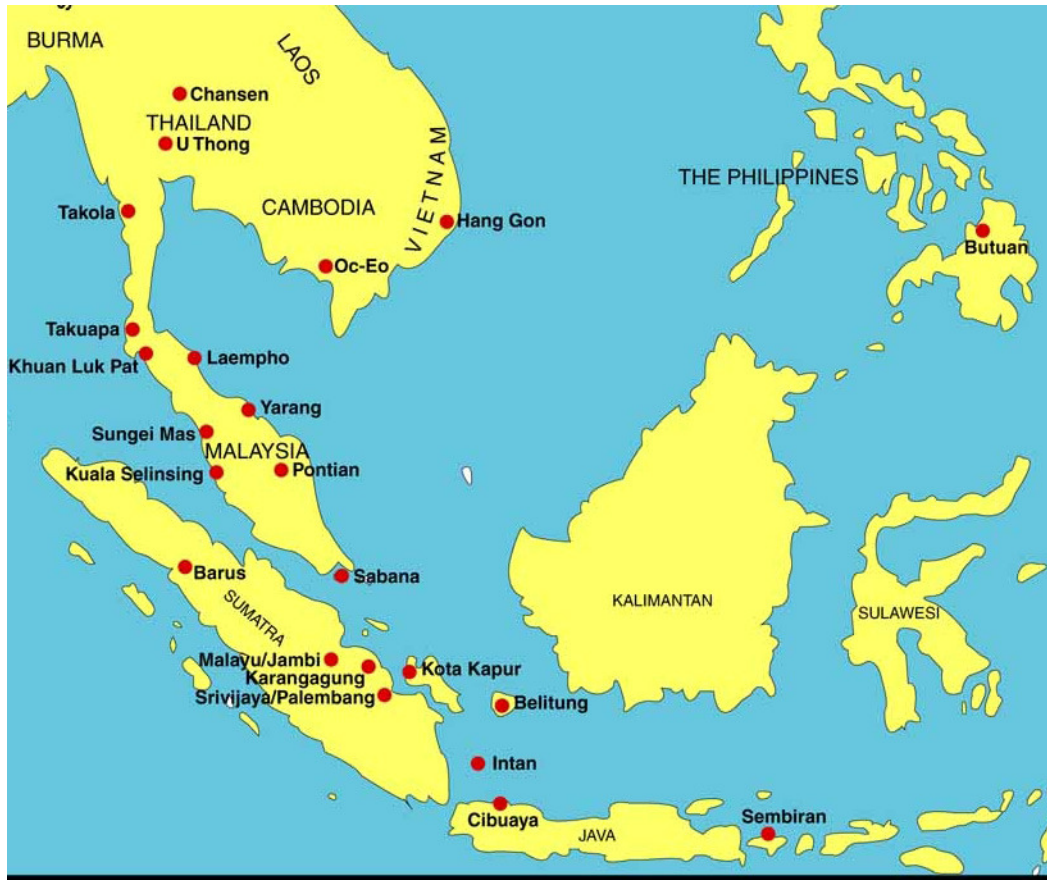 BURMA
LAOS
Chansen
THAILAND
U Thong
VIETNAM
THE PHILIPPINES
Takola
CAMBODIA
Hang Gon
Butuan
Oc-Eo
Takuapa
Khuan Luk Pat
Laempho
Yarang
Sungei Mas
MALAYSIA
Kuala Selinsing
Pontian
Barus
Sabana
SUMATRA
KALIMANTAN
SULAWESI
Malayu/Jambi
Karangagung
Kota Kapur
Srivijaya/Palembang
Belitung
Intan
Cibuaya
JAVA
Sembiran